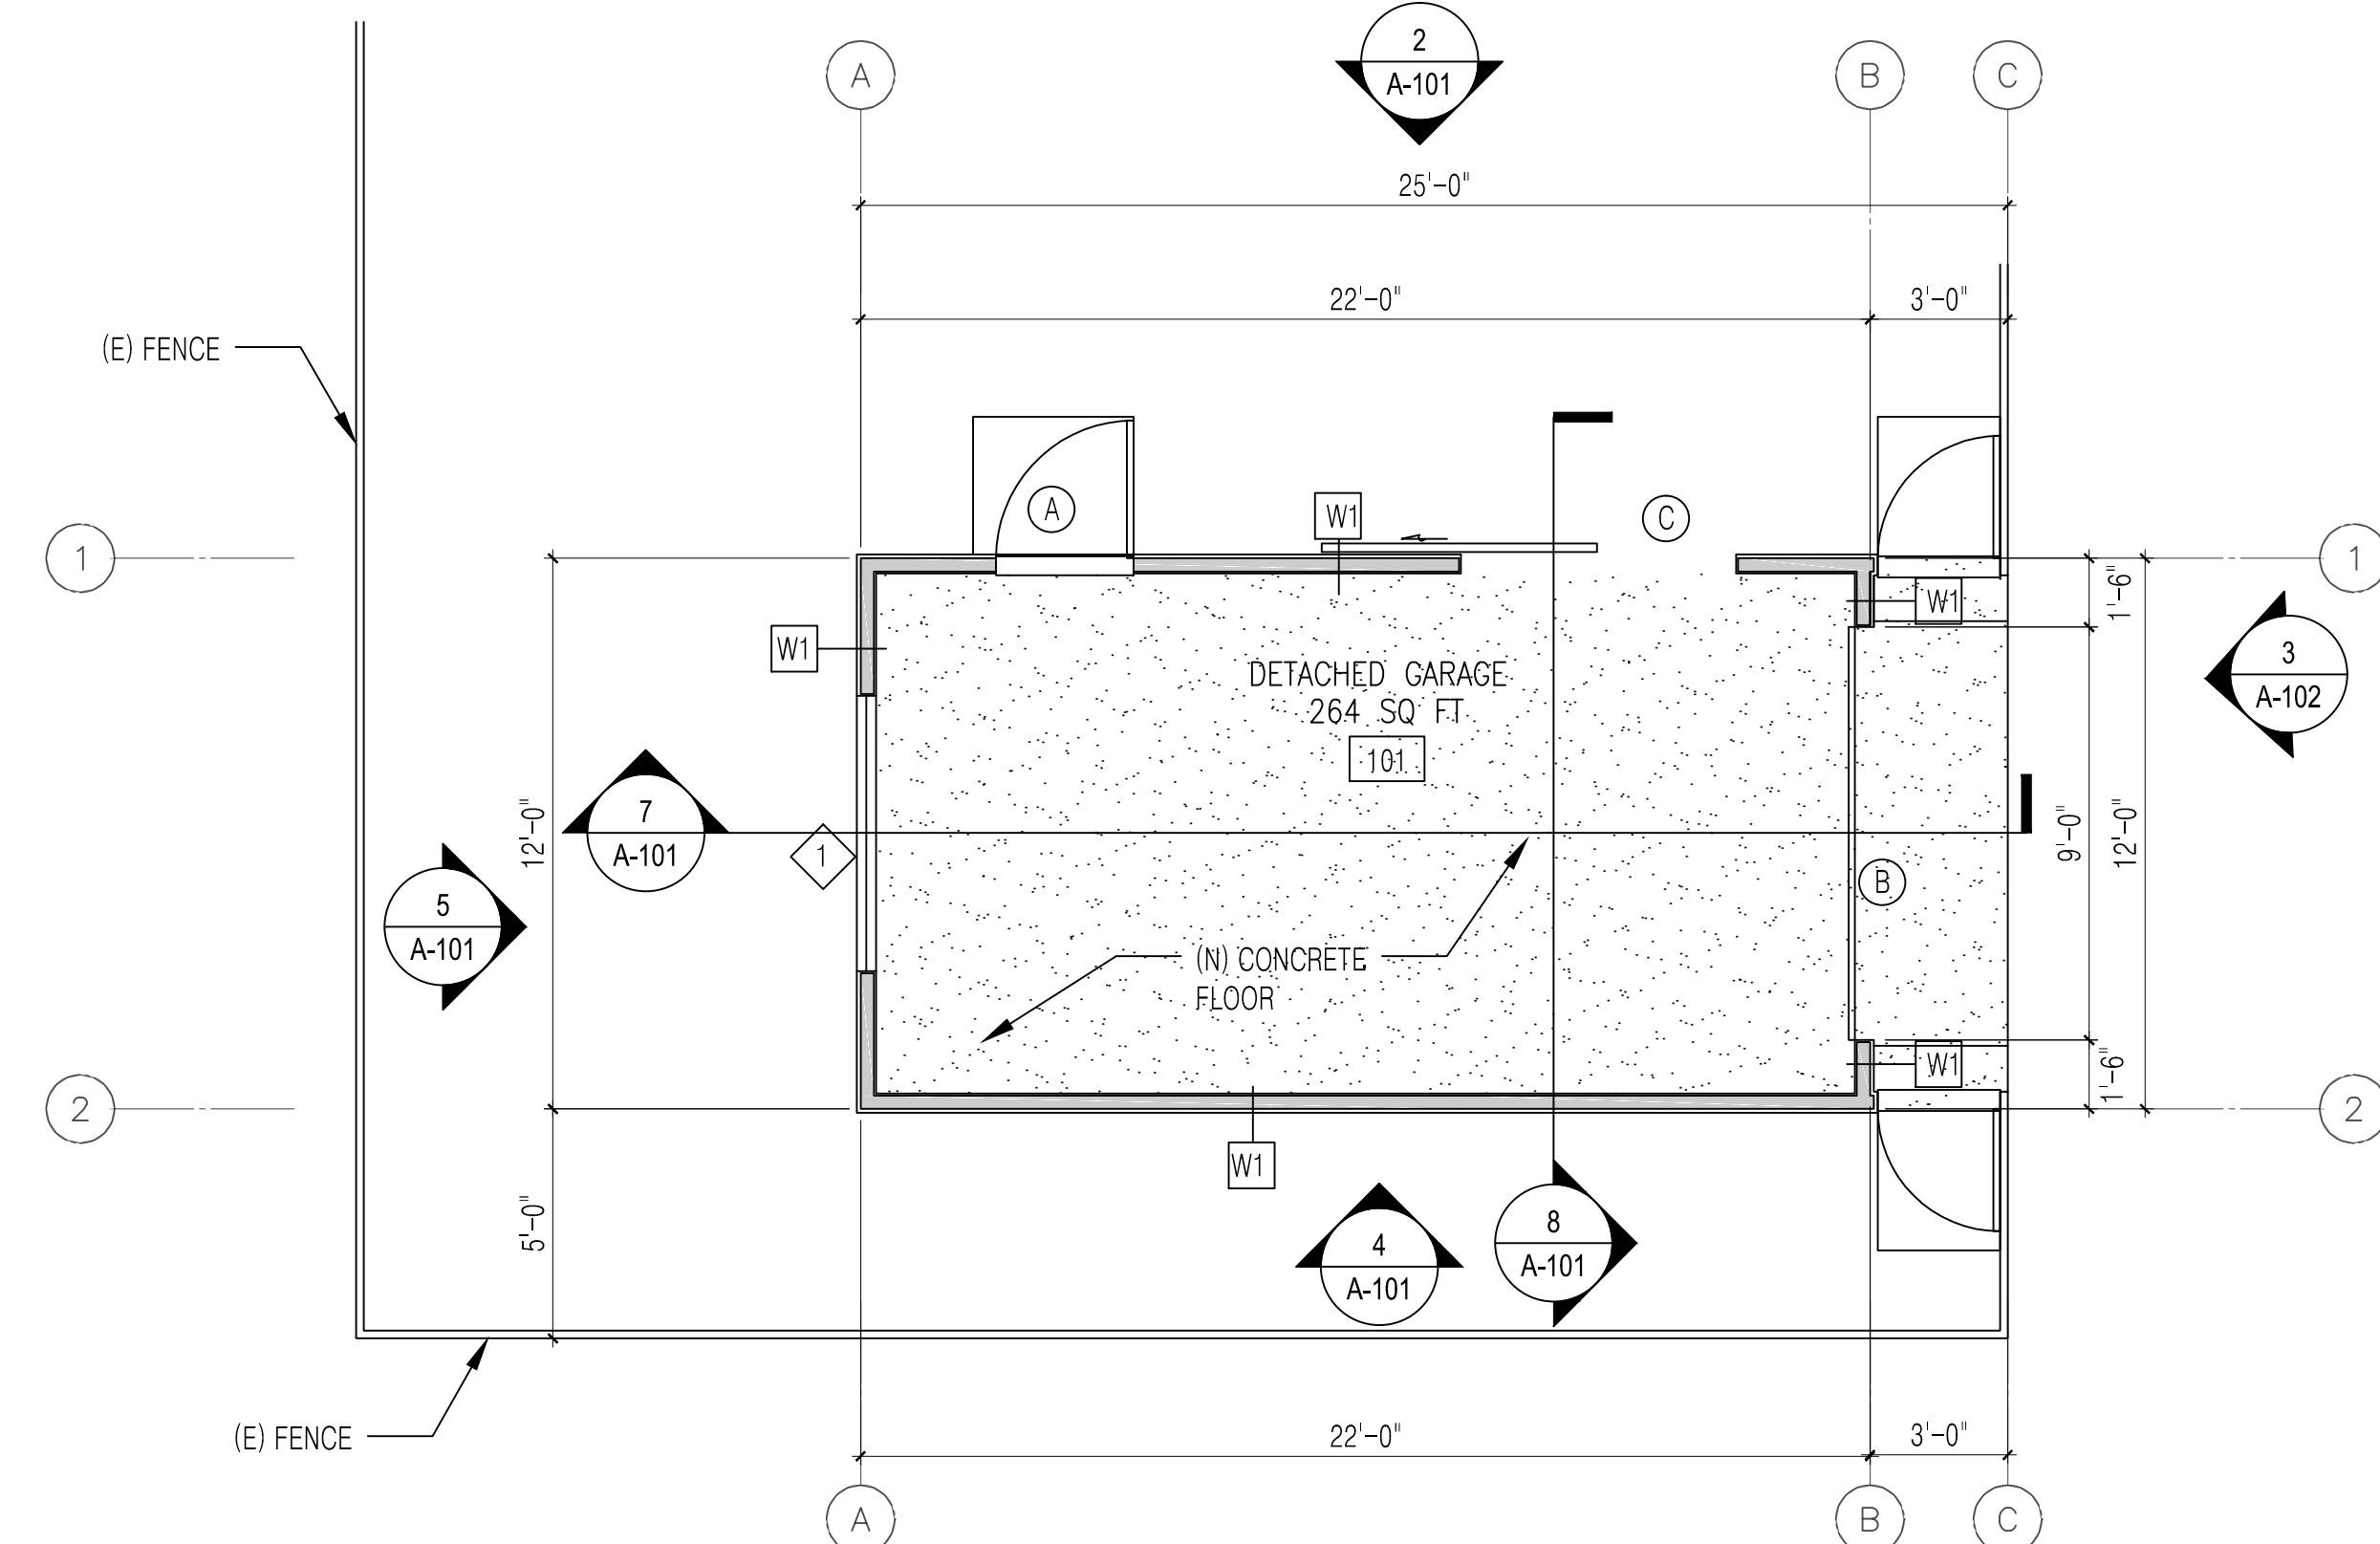 2
A-101
A
B
C
25'-0"
22'-0"
3'-0"
(E) FENCE
A
W1
C
1
1
W1
1'-6"
W1
3
A-102
DETACHED GARAGE
264 SQ FT
101
7
A-101
1
12'-0"
9'-0"
12'-0"
B
5
A-101
(N) CONCRETE
FLOOR
W1
1'-6"
2
2
W1
5'-0"
4
A-101
8
A-101
(E) FENCE
22'-0"
3'-0"
A
B
C